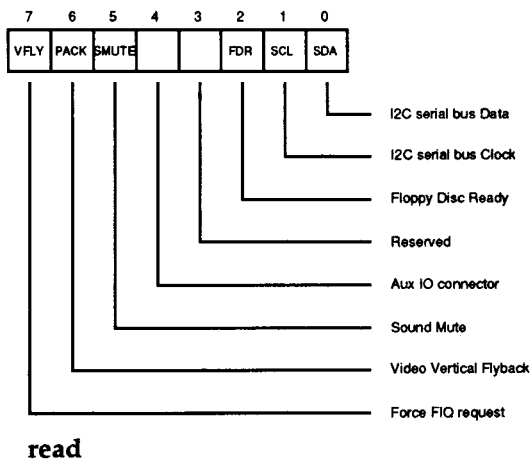 7 6 5 4 3 2 1 0
VFLY PACK SMUTE FDR SCL SDA
I2C serial bus Data
I2C serial bus Clock
Floppy Disc Ready
Reserved
Aux IO connector
Sound Mute
Video Vertical Flyback
Force FIQ request
read